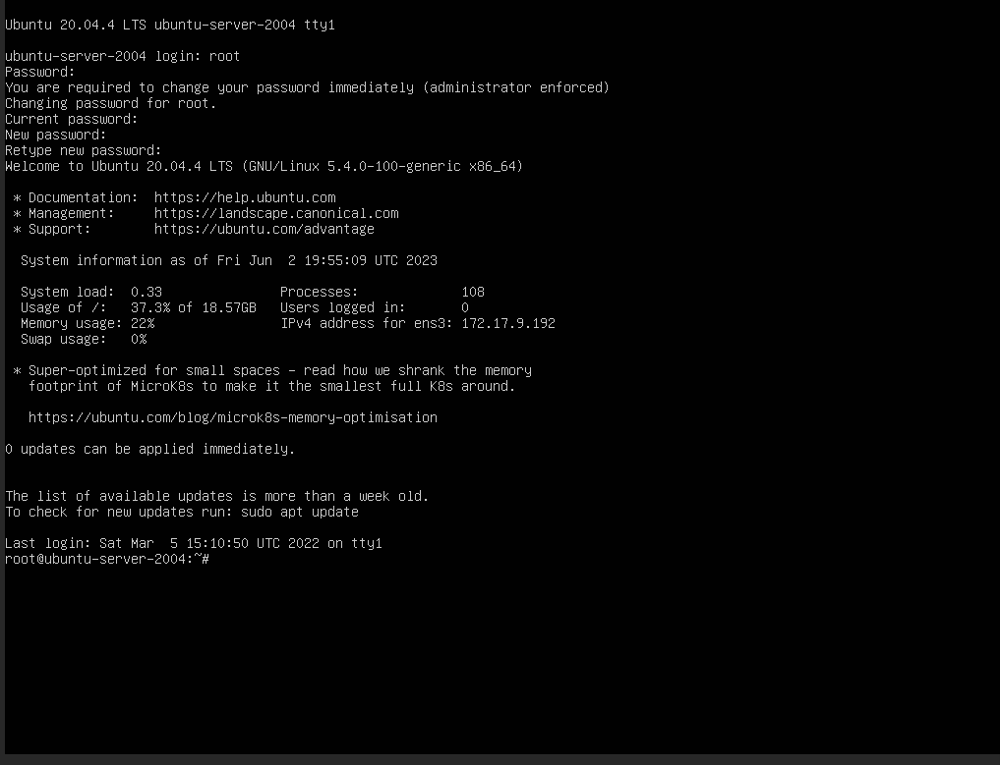 Ubuntu 20.04.4 LTS ubuntu-server-2004 tty1
ubuntu-server-2004 login: root
Password:
You are required to change your password immediately (administrator enforced)
Changing password for root.
Current password:
New password:
Retype new password:
Welcome to Ubuntu 20.04.4 LTS (GNU/Linux 5.4.0-100-generic x86_64)
* Documentation:  https://help.ubuntu.com
* Management:     https://landscape.canonical.com
* Support:        https://ubuntu.com/advantage
System information as of Fri Jun  2 19:55:09 UTC 2023
System load:  0.33               Processes:             108
Usage of /:   37.3% of 18.57GB   Users logged in:       0
Memory usage: 22%                IPv4 address for ens3: 172.17.9.192
Swap usage:   0%
* Super-optimized for small spaces - read how we shrank the memory
footprint of MicroK8s to make it the smallest full K8s around.
https://ubuntu.com/blog/microk8s-memory-optimisation
0 updates can be applied immediately.
The list of available updates is more than a week old.
To check for new updates run: sudo apt update
Last login: Sat Mar  5 15:10:50 UTC 2022 on tty1
root@ubuntu-server-2004:~#